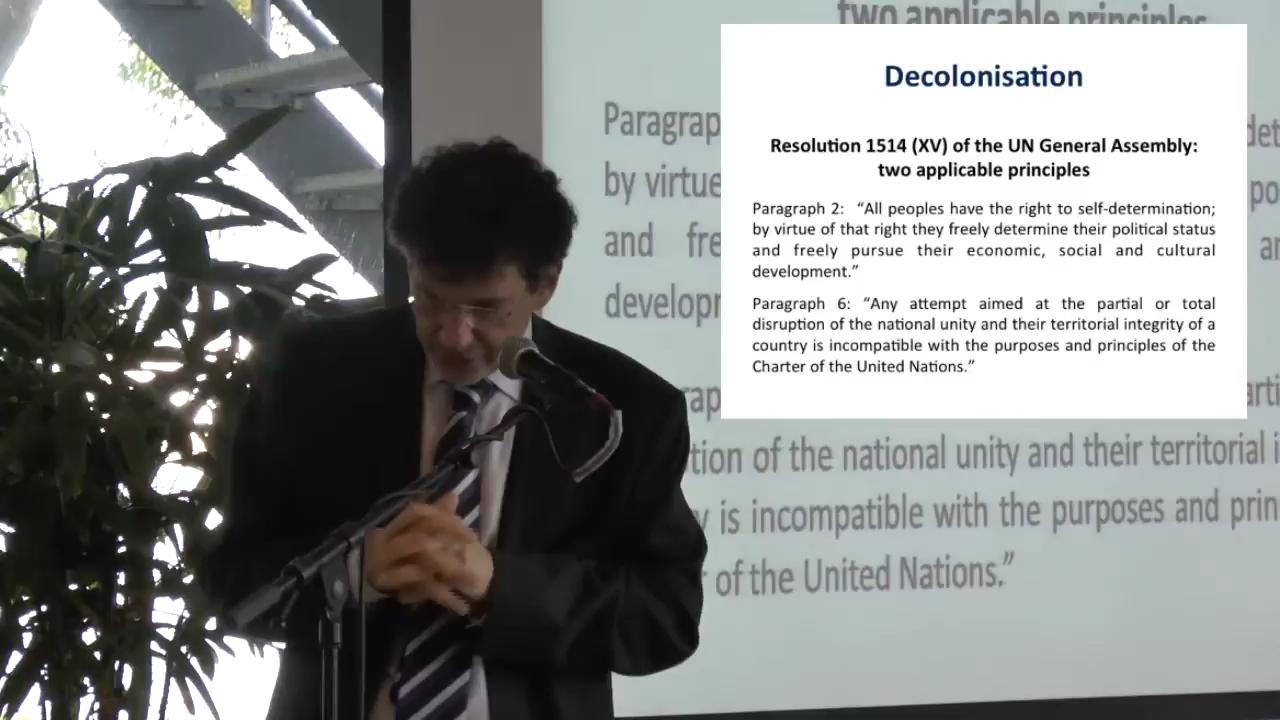 two applicable principles
Paragrap
by virtue
and fre
developm
tion of the national unity and their territorial i
y is incompatible with the purposes and prin
of the United Nations.”
Decolonisation
Resolution 1514 (XV) of the UN General Assembly:
two applicable principles
Paragraph 2: “All peoples have the right to self-determination;
by virtue of that right they freely determine their political status
and freely pursue their economic, social and cultural
development.”
Paragraph 6: “Any attempt aimed at the partial or total
disruption of the national unity and their territorial integrity of a
country is incompatible with the purposes and principles of the
Charter of the United Nations.”